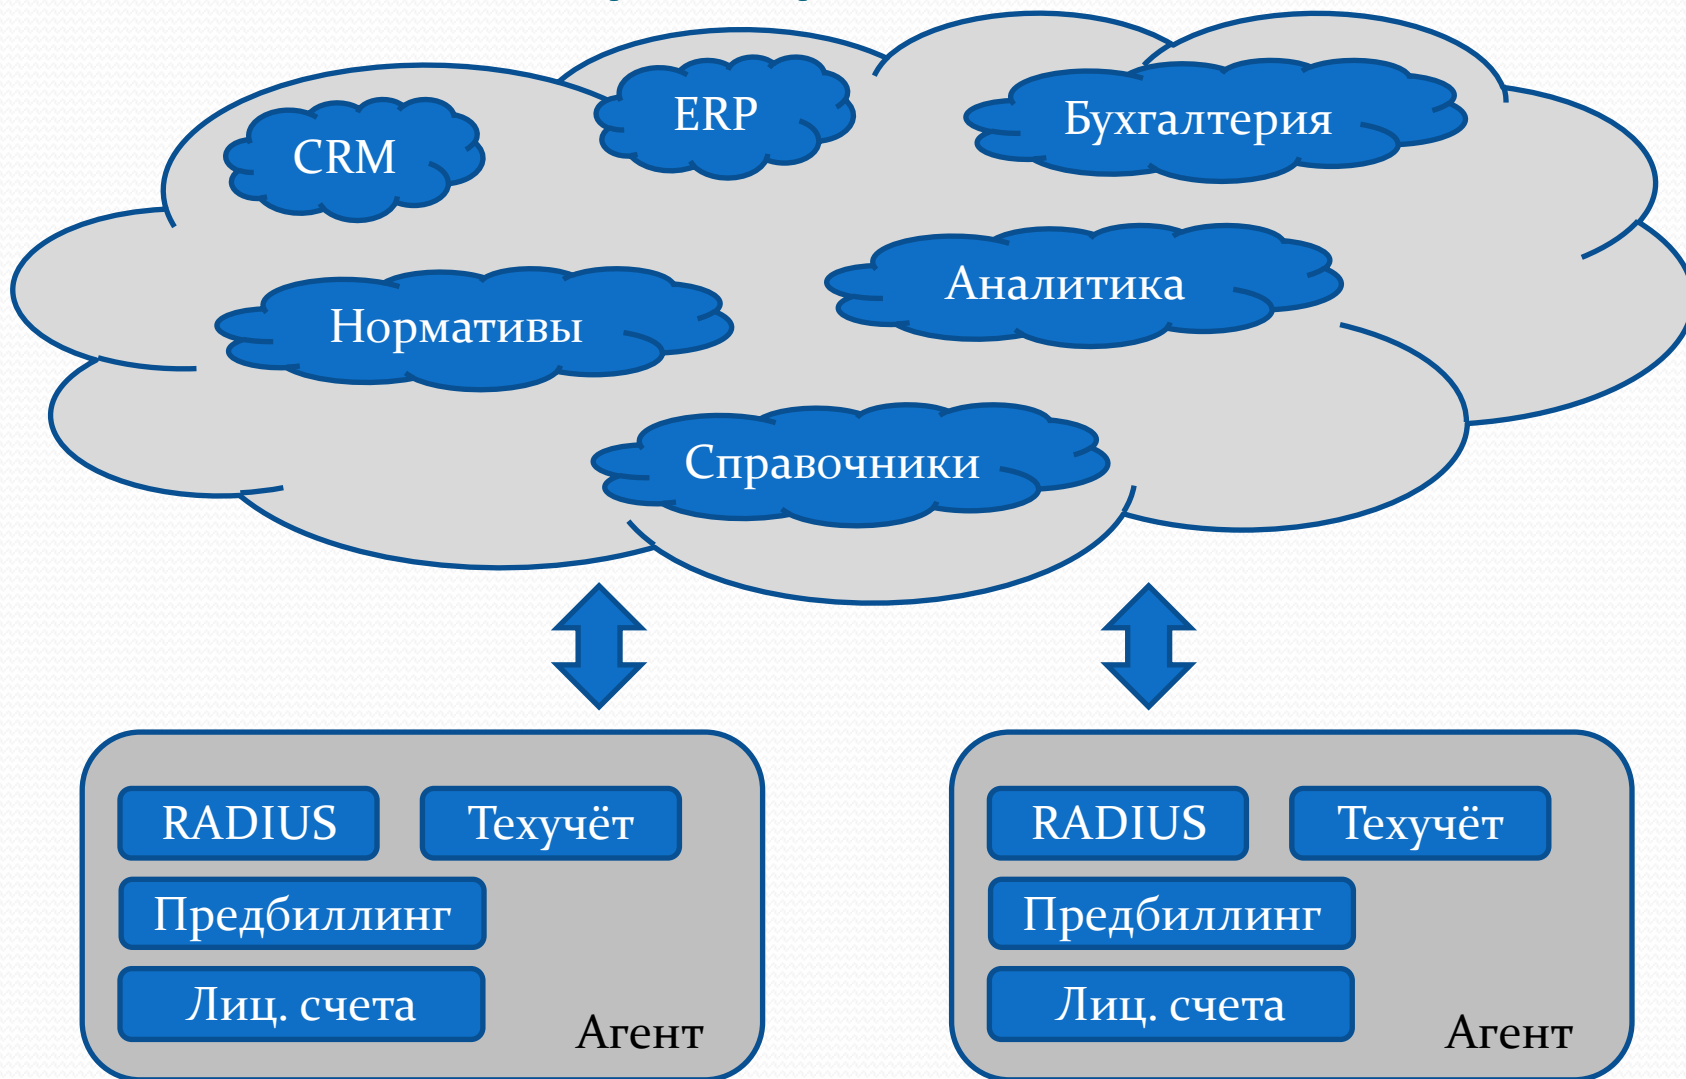 CRM
ERP
Бухгалтерия
Нормативы
Аналитика
Справочники
RADIUS
Техучёт
Предбиллинг
Лиц. счета
Агент
RADIUS
Техучёт
Предбиллинг
Лиц. счета
Агент